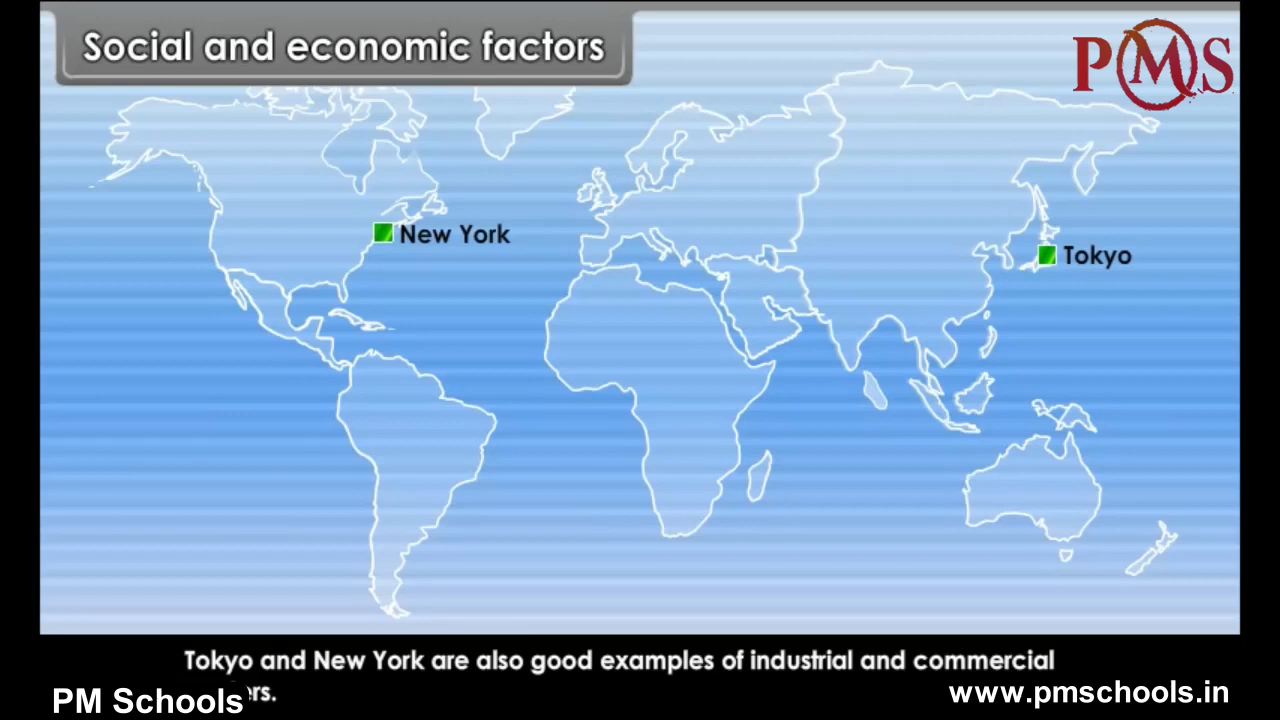 Social and economic factors
PMS
New York
Tokyo
Tokyo and New York are also good examples of industrial and commercial
PM Schools
www.pmschools.in